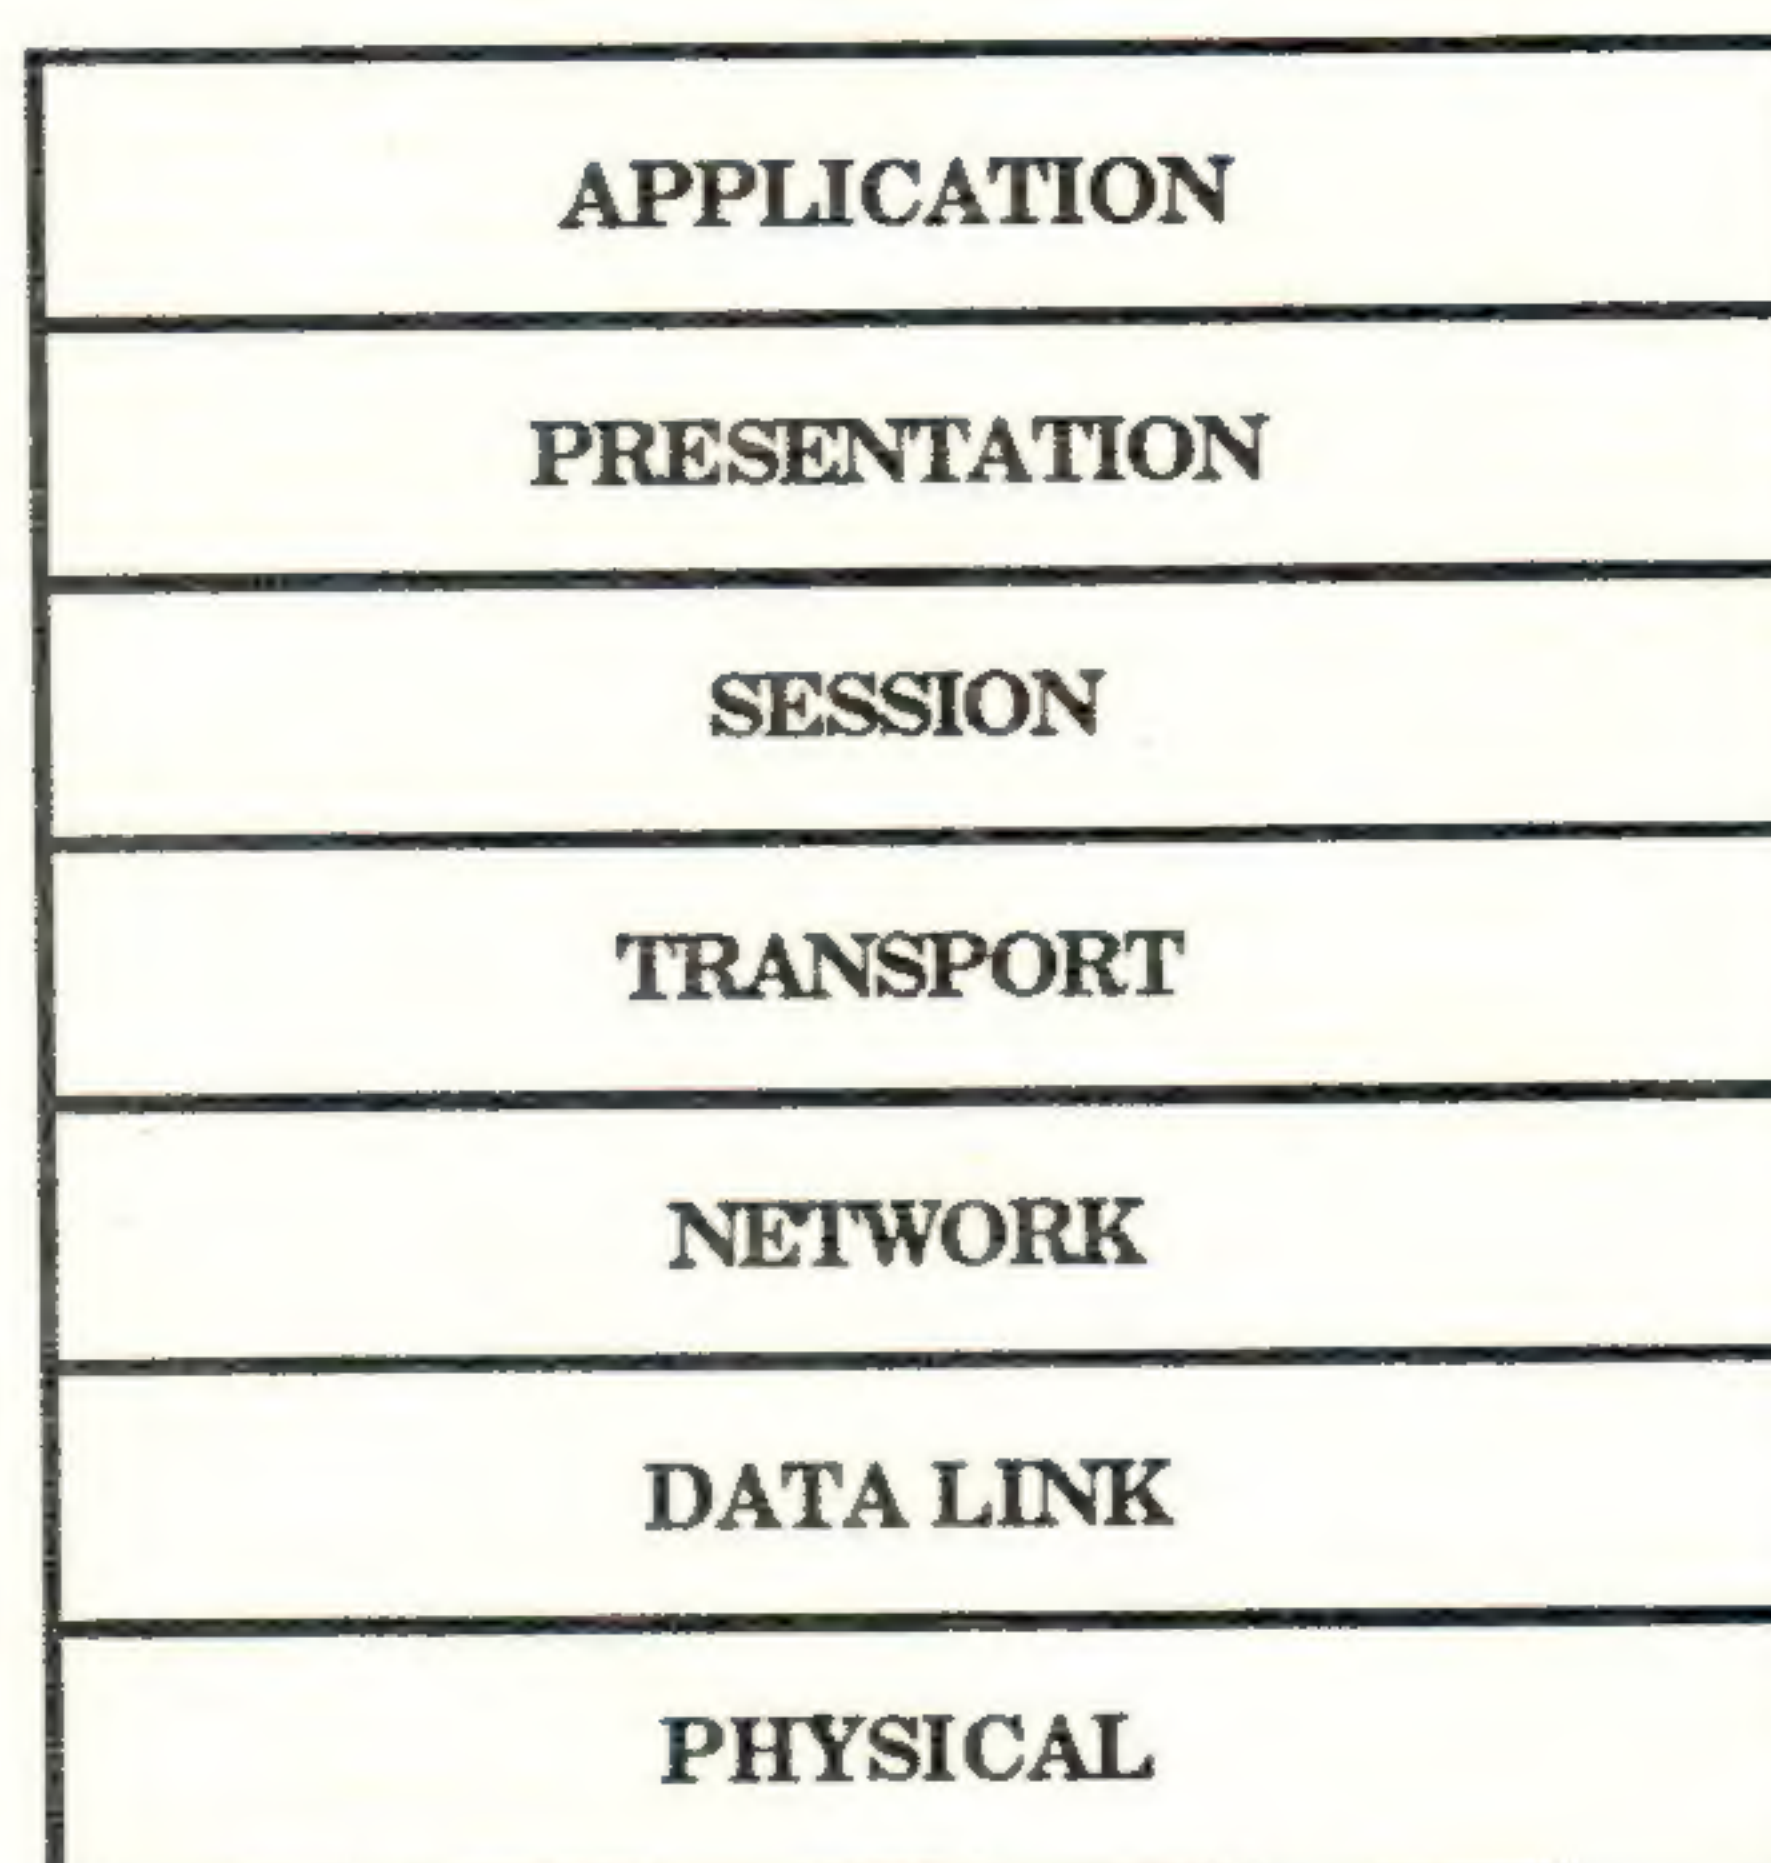 APPLICATION
PRESENTATION
SESSION
TRANSPORT
NETWORK
DATA LINK
PHYSICAL